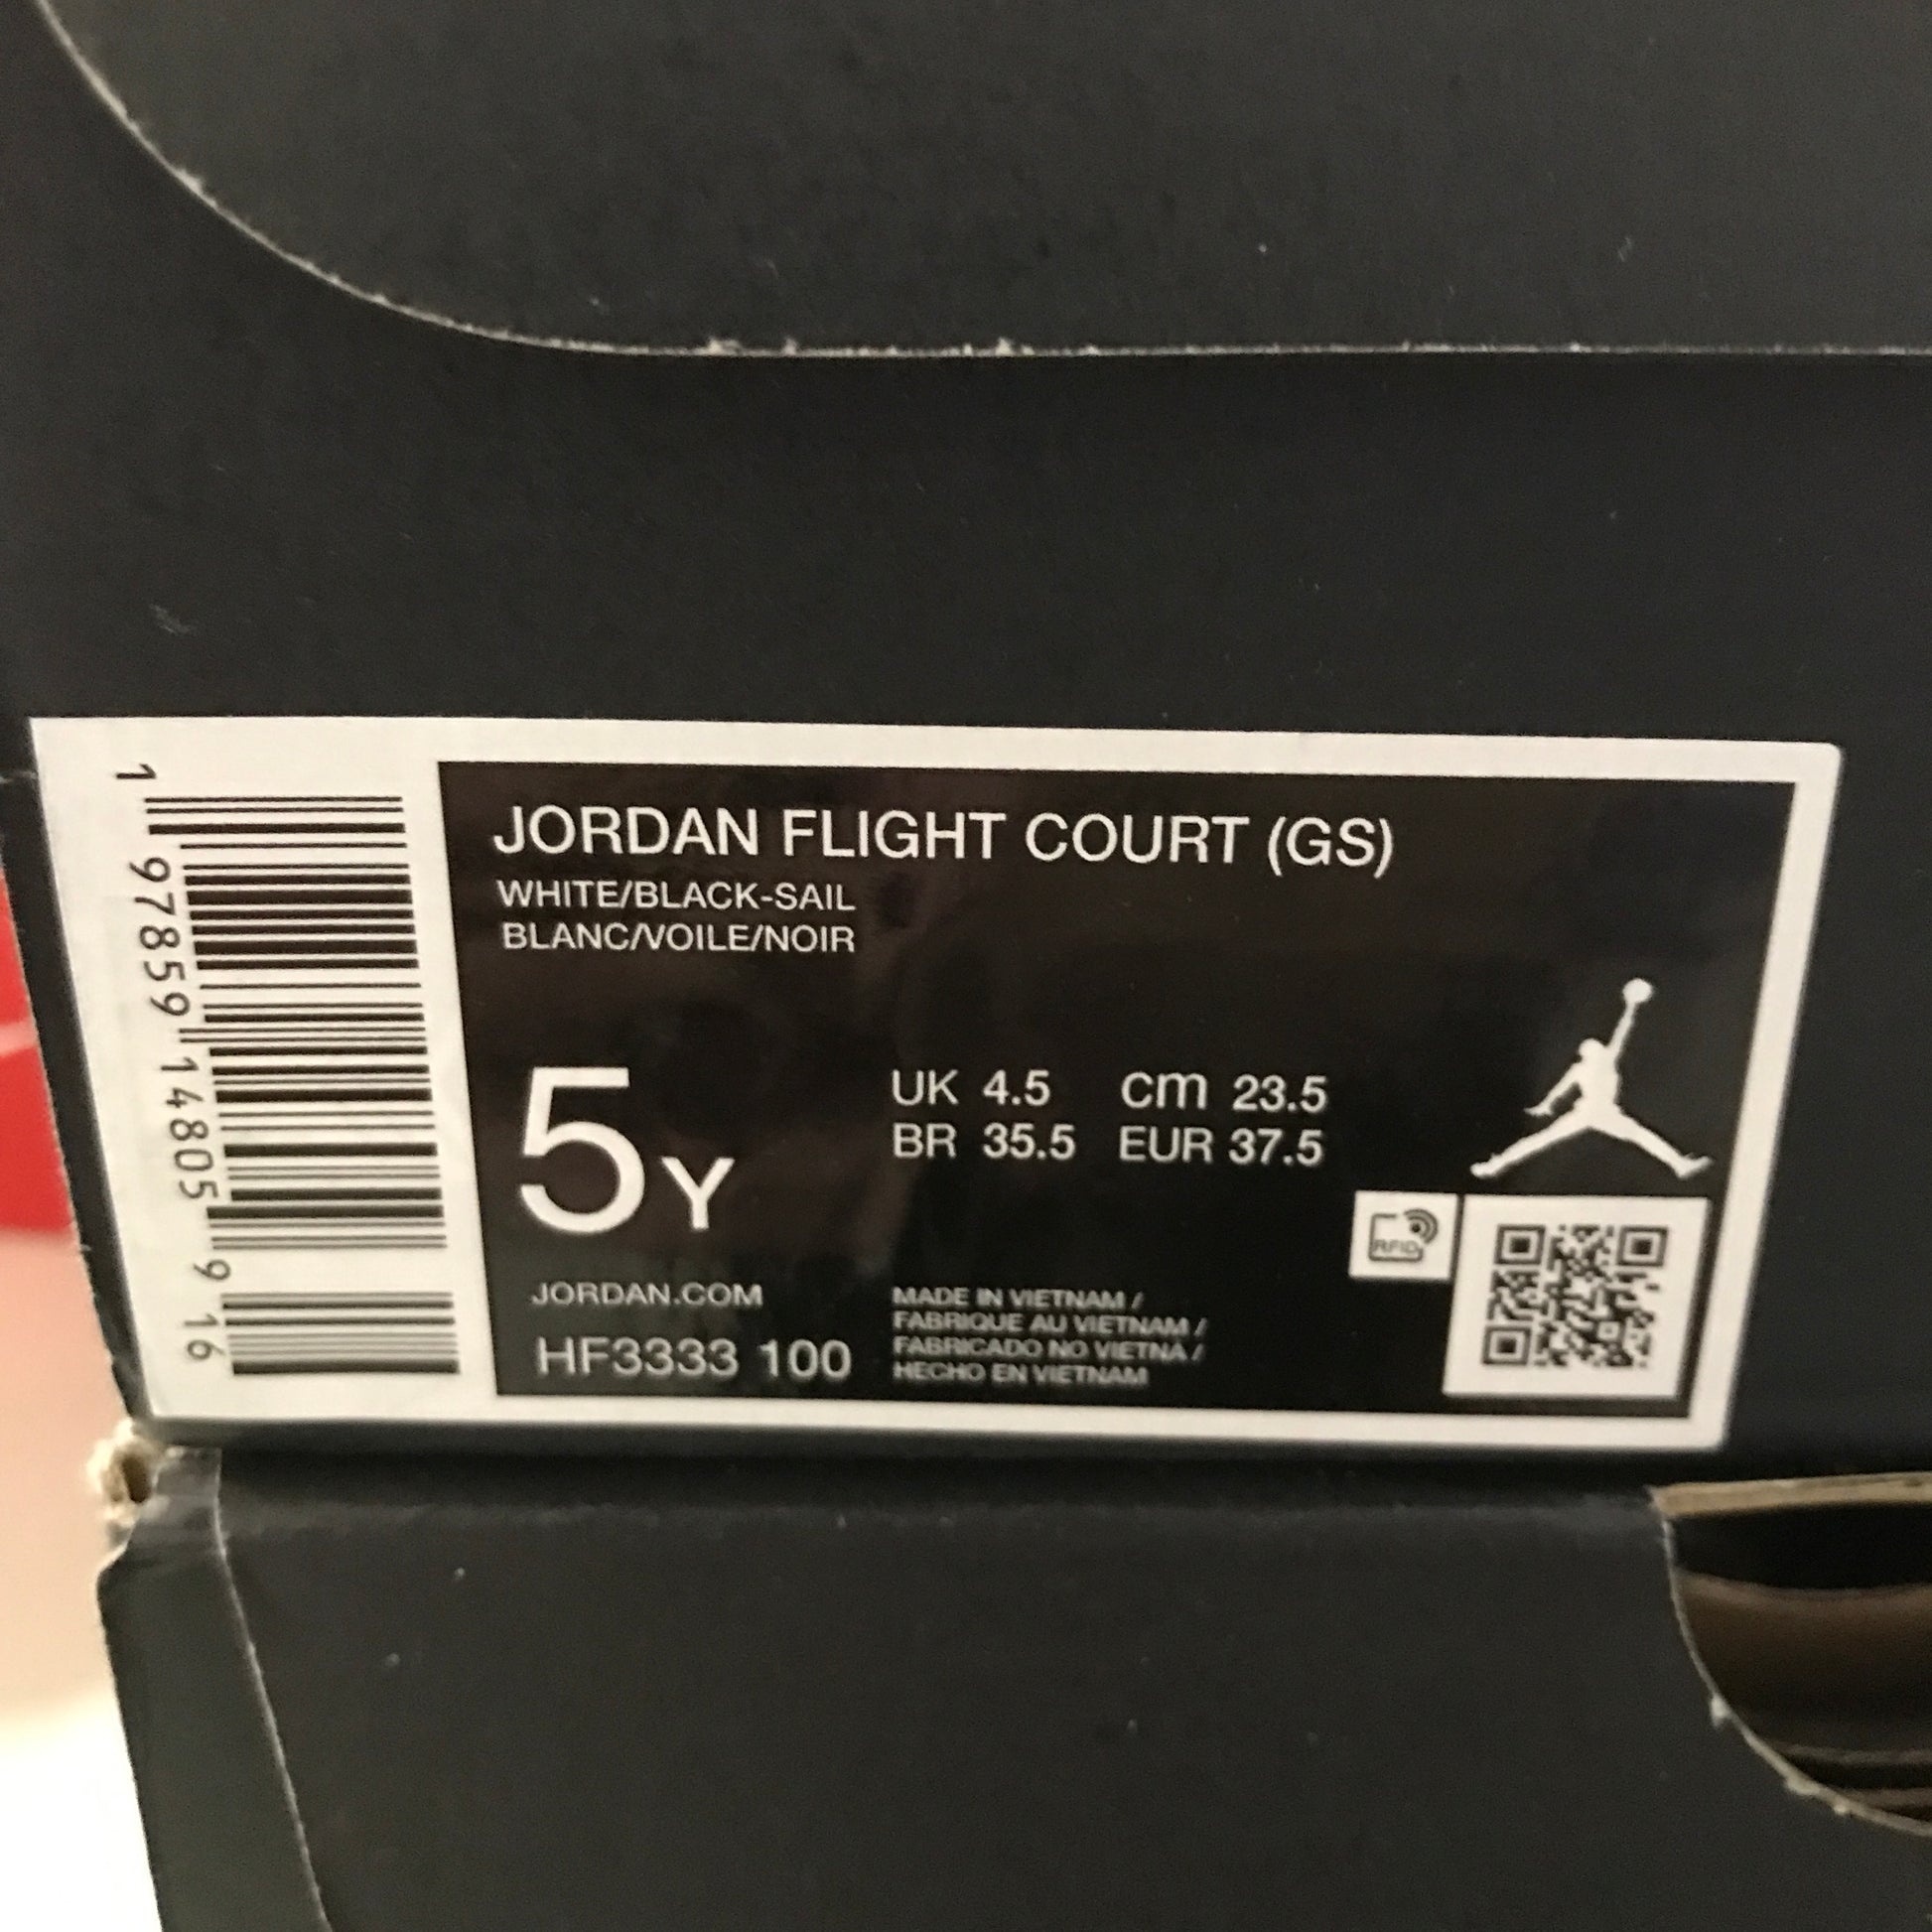 JORDAN FLIGHT COURT (GS)
WHITE/BLACK-SAIL
BLANC/VOILE/NOIR
5Y
UK 4.5 cm 23.5
BR 35.5 EUR 37.5
RFID
JORDAN.COM
HF3333 100
MADE IN VIETNAM /
FABRIQUE AU VIETNAM /
FABRICADO NO VIETNÃ /
HECHO EN VIETNAM
1 97859 14805 9 16